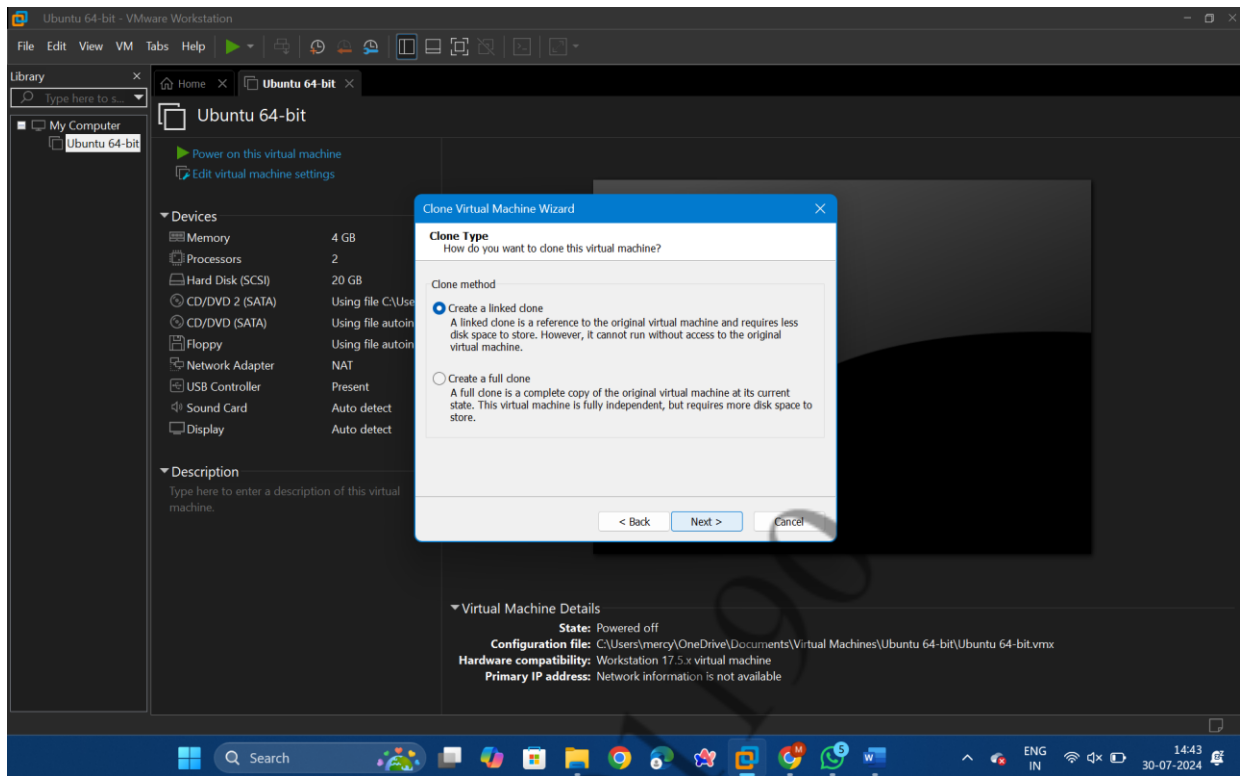 Ubuntu 64-bit - VMware Workstation
File Edit View VM Tabs Help
Library
Type here to s...
My Computer
Ubuntu 64-bit
Home
Ubuntu 64-bit
Ubuntu 64-bit
Power on this virtual machine
Edit virtual machine settings
Devices
Memory 4 GB
Processors 2
Hard Disk (SCSI) 20 GB
CD/DVD 2 (SATA) Using file C:\Use
CD/DVD (SATA) Using file autoin
Floppy Using file autoin
Network Adapter NAT
USB Controller Present
Sound Card Auto detect
Display Auto detect
Description
Type here to enter a description of this virtual
machine.
Clone Virtual Machine Wizard
Clone Type
How do you want to clone this virtual machine?
Clone method
Create a linked clone
A linked clone is a reference to the original virtual machine and requires less
disk space to store. However, it cannot run without access to the original
virtual machine.
Create a full clone
A full clone is a complete copy of the original virtual machine at its current
state. This virtual machine is fully independent, but requires more disk space to
store.
< Back Next > Cancel
Virtual Machine Details
State: Powered off
Configuration file: C:\Users\mercy\OneDrive\Documents\Virtual Machines\Ubuntu 64-bit\Ubuntu 64-bit.vmx
Hardware compatibility: Workstation 17.5.x virtual machine
Primary IP address: Network information is not available
Search
ENG
IN
14:43
30-07-2024